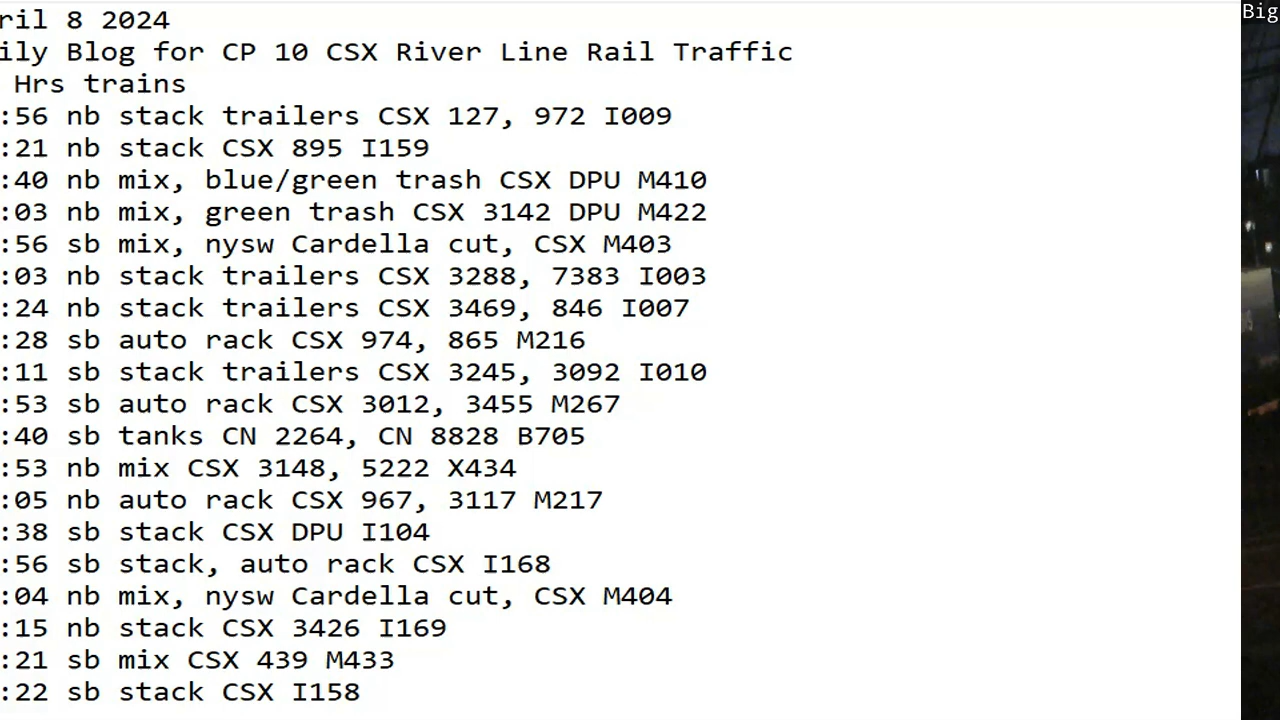 ril 8 2024
ily Blog for CP 10 CSX River Line Rail Traffic
Hrs trains
:56 nb stack trailers CSX 127, 972 I009
:21 nb stack CSX 895 I159
:40 nb mix, blue/green trash CSX DPU M410
:03 nb mix, green trash CSX 3142 DPU M422
:56 sb mix, nysw Cardella cut, CSX M403
:03 nb stack trailers CSX 3288, 7383 I003
:24 nb stack trailers CSX 3469, 846 I007
:28 sb auto rack CSX 974, 865 M216
:11 sb stack trailers CSX 3245, 3092 I010
:53 sb auto rack CSX 3012, 3455 M267
:40 sb tanks CN 2264, CN 8828 B705
:53 nb mix CSX 3148, 5222 X434
:05 nb auto rack CSX 967, 3117 M217
:38 sb stack CSX DPU I104
:56 sb stack, auto rack CSX I168
:04 nb mix, nysw Cardella cut, CSX M404
:15 nb stack CSX 3426 I169
:21 sb mix CSX 439 M433
:22 sb stack CSX I158
Big